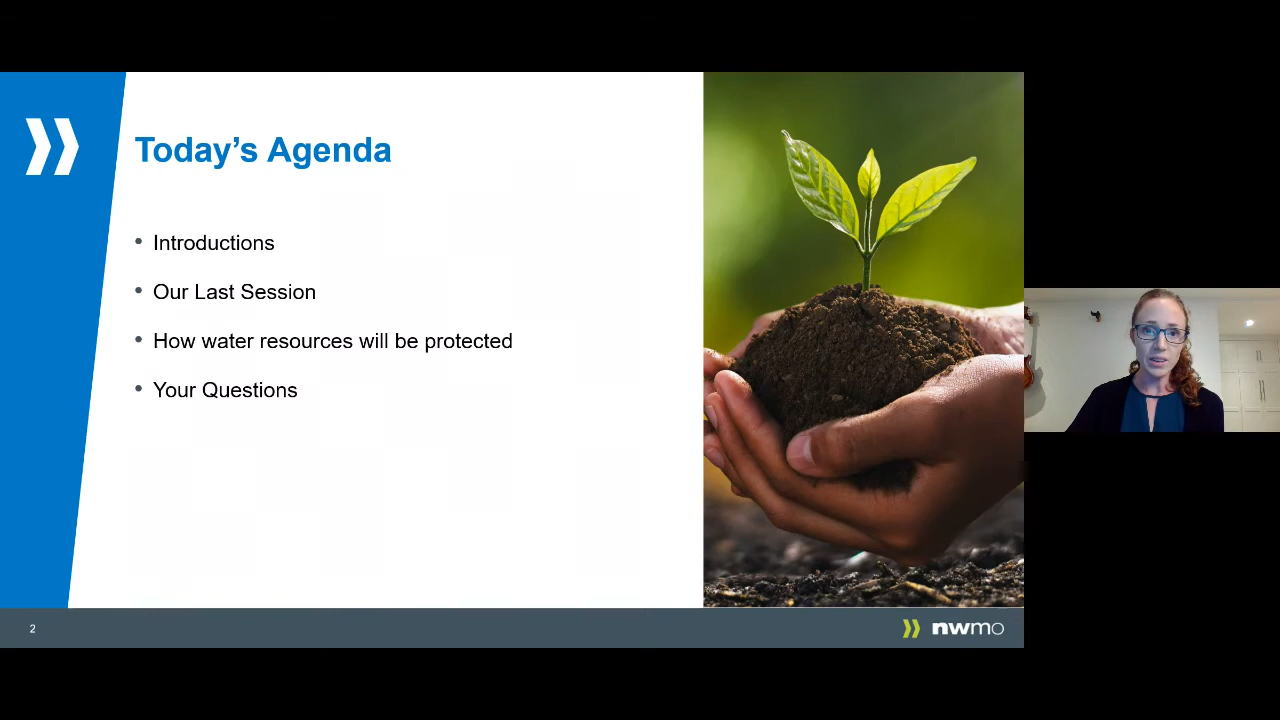 Today’s Agenda
• Introductions
• Our Last Session
• How water resources will be protected
• Your Questions
2
nwmo